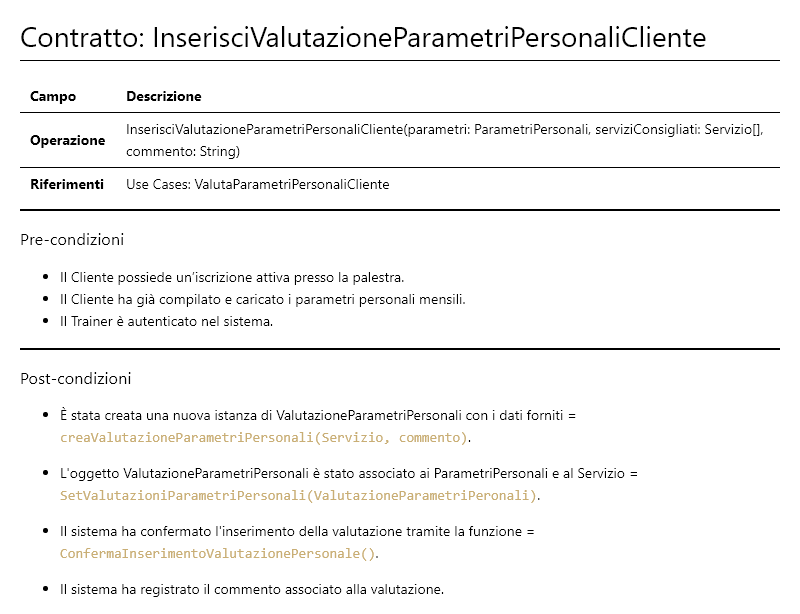 Contratto: InserisciValutazioneParametriPersonaliCliente
Campo Descrizione
Operazione InserisciValutazioneParametriPersonaliCliente(parametri: ParametriPersonali, serviziConsigliati: Servizio[],
commento: String)
Riferimenti Use Cases: ValutaParametriPersonaliCliente
Pre-condizioni
• Il Cliente possiede un’iscrizione attiva presso la palestra.
• Il Cliente ha già compilato e caricato i parametri personali mensili.
• Il Trainer è autenticato nel sistema.
Post-condizioni
• È stata creata una nuova istanza di ValutazioneParametriPersonali con i dati forniti =
creaValutazioneParametriPersonali(Servizio, commento).
• L'oggetto ValutazioneParametriPersonali è stato associato ai ParametriPersonali e al Servizio =
SetValutazioniParametriPersonali(ValutazioneParametriPeronali).
• Il sistema ha confermato l'inserimento della valutazione tramite la funzione =
ConfermaInserimentoValutazionePersonale().
• Il sistema ha registrato il commento associato alla valutazione.